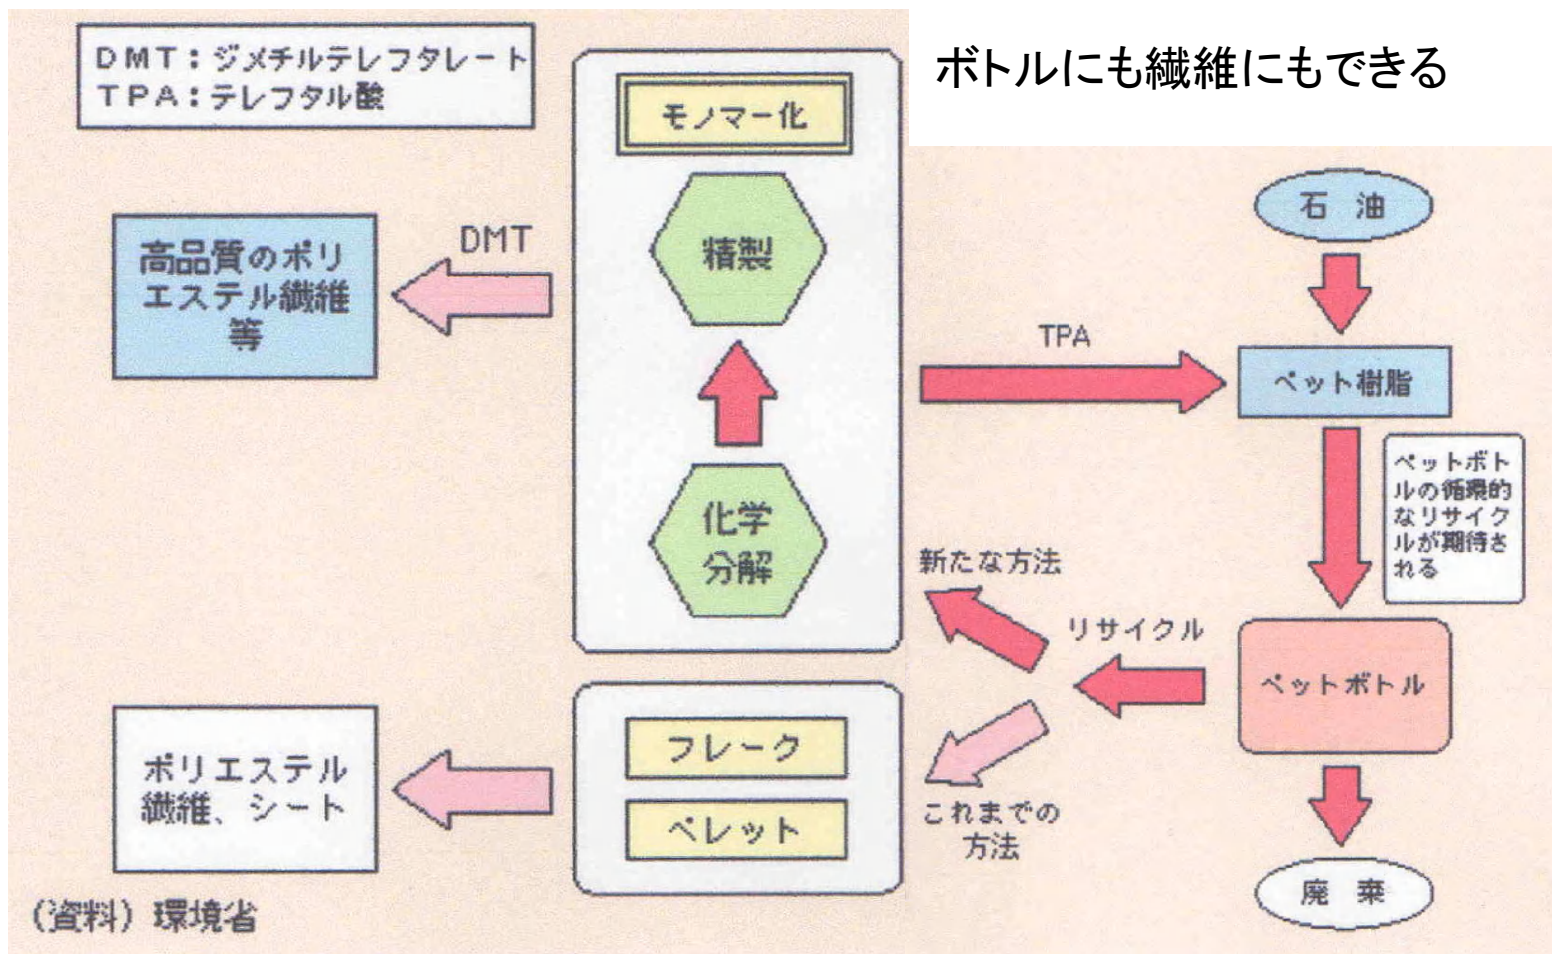 DMT：ジメチルテレフタレート
TPA：テレフタル酸
ボトルにも繊維にもできる
モノマー化
精製
化学
分解
DMT
高品質のポリ
エステル繊維
等
石　油
TPA
ペット樹脂
ペットボト
ルの循環的
なリサイク
ルが期待さ
れる
新たな方法
リサイクル
ペットボトル
これまでの
方法
フレーク
ペレット
ポリエステル
繊維、シート
廃　棄
（資料）環境省